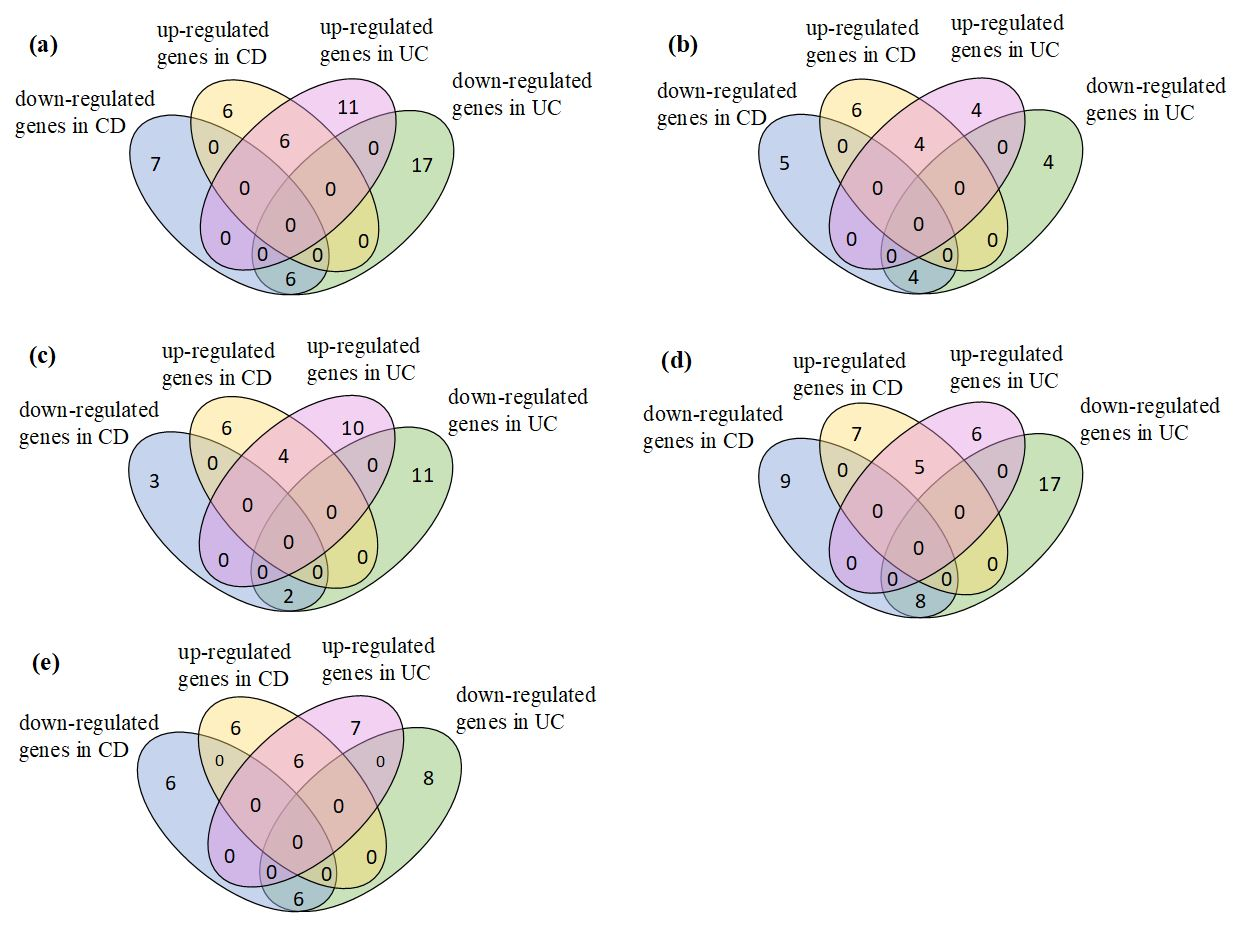 (a)
up-regulated
genes in CD
up-regulated
genes in UC
down-regulated
genes in CD
down-regulated
genes in UC
6
11
7
0
6
0
17
0
0
0
0
0
0
0
6
(b)
up-regulated
genes in CD
up-regulated
genes in UC
down-regulated
genes in CD
down-regulated
genes in UC
6
4
5
0
4
0
4
0
0
0
0
0
0
0
4
(c)
up-regulated
genes in CD
up-regulated
genes in UC
down-regulated
genes in CD
down-regulated
genes in UC
6
10
3
0
4
0
11
0
0
0
0
0
0
0
2
(d)
up-regulated
genes in CD
up-regulated
genes in UC
down-regulated
genes in CD
down-regulated
genes in UC
7
6
9
0
5
0
17
0
0
0
0
0
0
0
8
(e)
up-regulated
genes in CD
up-regulated
genes in UC
down-regulated
genes in CD
down-regulated
genes in UC
6
7
6
0
6
0
8
0
0
0
0
0
0
0
6